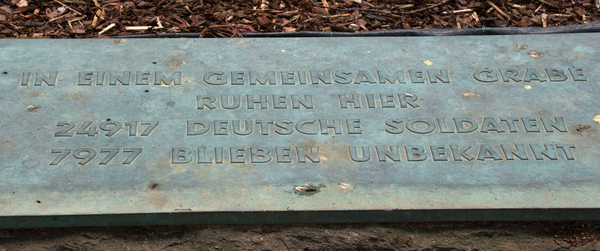 IN EINEM GEMEINSAMEN GRABE
RUHEN HIER
24917 DEUTSCHE SOLDATEN
7977 BLIEBEN UNBEKANNT